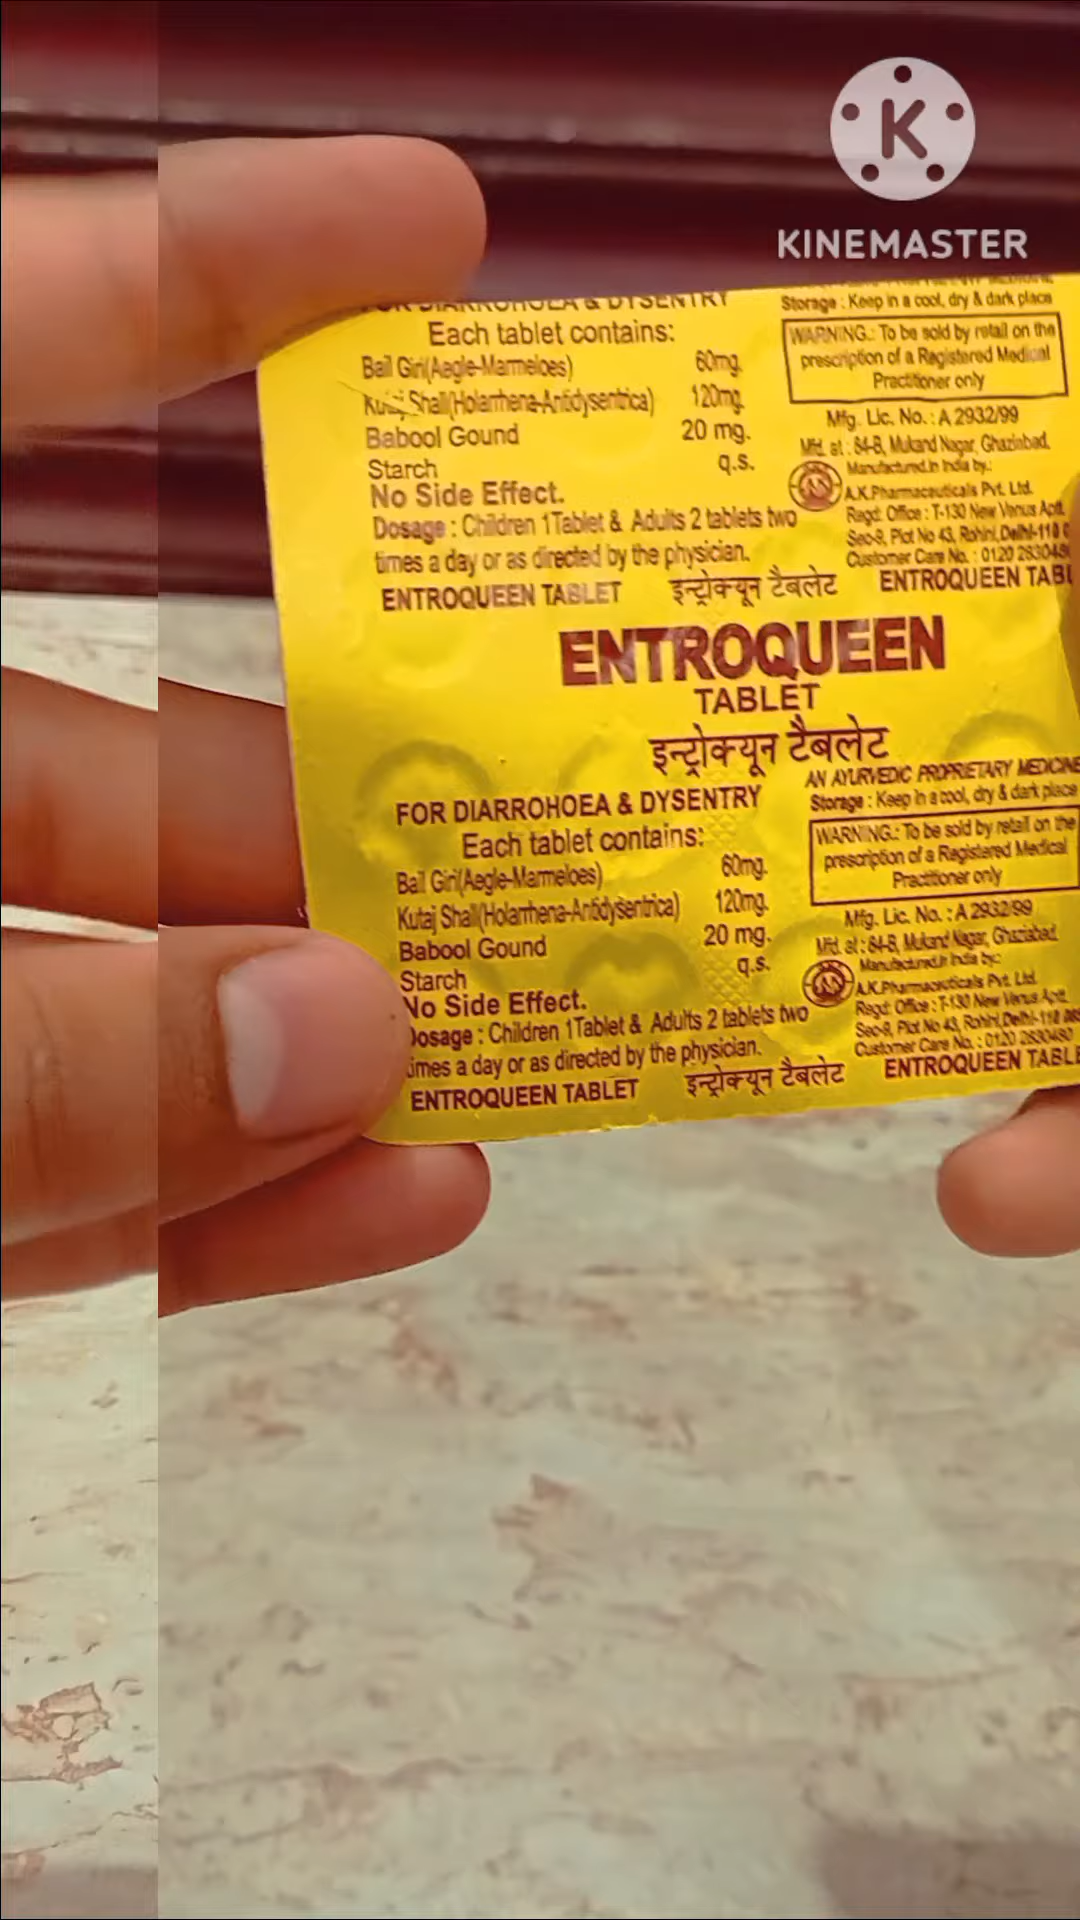 KINEMASTER
& DYSENTRY
Each tablet contains:
Bail Giri(Aegle-Marmeloes) 60mg.
Shall(Holarrhena-Antidysentrica) 120mg.
Babool Gound 20 mg.
Starch q.s.
No Side Effect.
Dosage : Children 1Tablet & Adults 2 tablets two
times a day or as directed by the physician.
Storage : Keep in a cool, dry & dark place
WARNING.: To be sold by retail on the
prescription of a Registered Medical
Practitioner only
Mfg. Lic. No. : A 2932/99
Mfd. at : 84-B, Mukand Nagar, Ghaziabad.
Manufactured.in India by.:
A.K.Pharmaceuticals Pvt. Ltd.
Regd: Office : T-130 New Venus Aptt.
Sec-9, Plot No 43, Rohini,Delhi-110
Customer Care No. : 0120
ENTROQUEEN TABLET इन्ट्रोक्यून टैबलेट ENTROQUEEN TABL
ENTROQUEEN
TABLET
इन्ट्रोक्यून टैबलेट
AN AYURVEDIC PROPRIETARY MEDICINE
FOR DIARROHOEA & DYSENTRY
Each tablet contains:
Bail Giri(Aegle-Marmeloes) 60mg.
Kutaj Shall(Holarrhena-Antidysentrica) 120mg.
Babool Gound 20 mg.
Starch q.s.
No Side Effect.
Dosage : Children 1Tablet & Adults 2 tablets two
times a day or as directed by the physician.
Storage : Keep in a cool, dry & dark place
WARNING.: To be sold by retail on the
prescription of a Registered Medical
Practitioner only
Mfg. Lic. No. : A 2932/99
Mfd. at : 84-B, Mukand Nagar, Ghaziabad.
Manufactured.in India by.:
A.K.Pharmaceuticals Pvt. Ltd.
Regd: Office : T-130 New Venus Aptt.
Sec-9, Plot No 43, Rohini,Delhi-110
Customer Care No. : 0120 2830480
ENTROQUEEN TABLET इन्ट्रोक्यून टैबलेट ENTROQUEEN TABLE